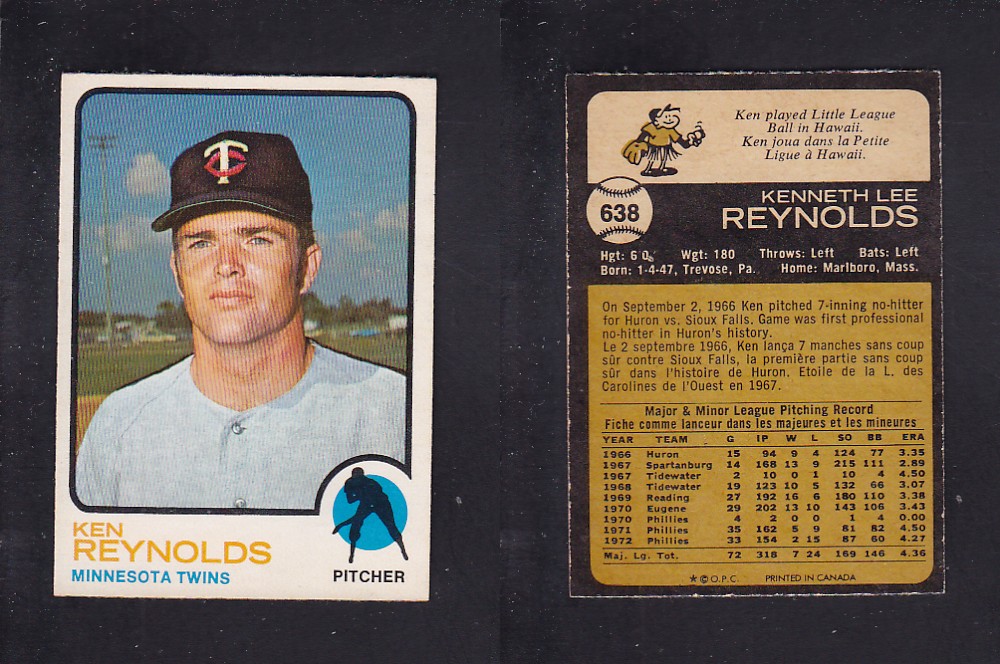 TC
KEN
REYNOLDS
MINNESOTA TWINS
PITCHER
Ken played Little League
Ball in Hawaii.
Ken joua dans la Petite
Ligue à Hawaii.
638
KENNETH LEE
REYNOLDS
Hgt: 6 0 Wgt: 180 Throws: Left Bats: Left
Born: 1-4-47, Trevose, Pa. Home: Marlboro, Mass.
On September 2, 1966 Ken pitched 7-inning no-hitter
for Huron vs. Sioux Falls. Game was first professional
no-hitter in Huron's history.
Le 2 septembre 1966, Ken lança 7 manches sans coup
sûr contre Sioux Falls, la première partie sans coup
sûr dans l'histoire de Huron. Etoile de la L. des
Carolines de l'Ouest en 1967.
Major & Minor League Pitching Record
Fiche comme lanceur dans les majeures et les mineures
YEAR TEAM G IP W L SO BB ERA
1966 Huron 15 94 9 4 124 77 3.35
1967 Spartanburg 14 168 13 9 215 111 2.89
1967 Tidewater 2 10 0 1 10 4 4.50
1968 Tidewater 19 123 10 5 132 66 3.07
1969 Reading 27 192 16 6 180 110 3.38
1970 Eugene 29 202 13 10 143 106 3.43
1970 Phillies 4 2 0 0 1 4 0.00
1971 Phillies 35 162 5 9 81 82 4.50
1972 Phillies 33 154 2 15 87 60 4.27
Maj. Lg. Tot. 72 318 7 24 169 146 4.36
★ © O.P.C. PRINTED IN CANADA